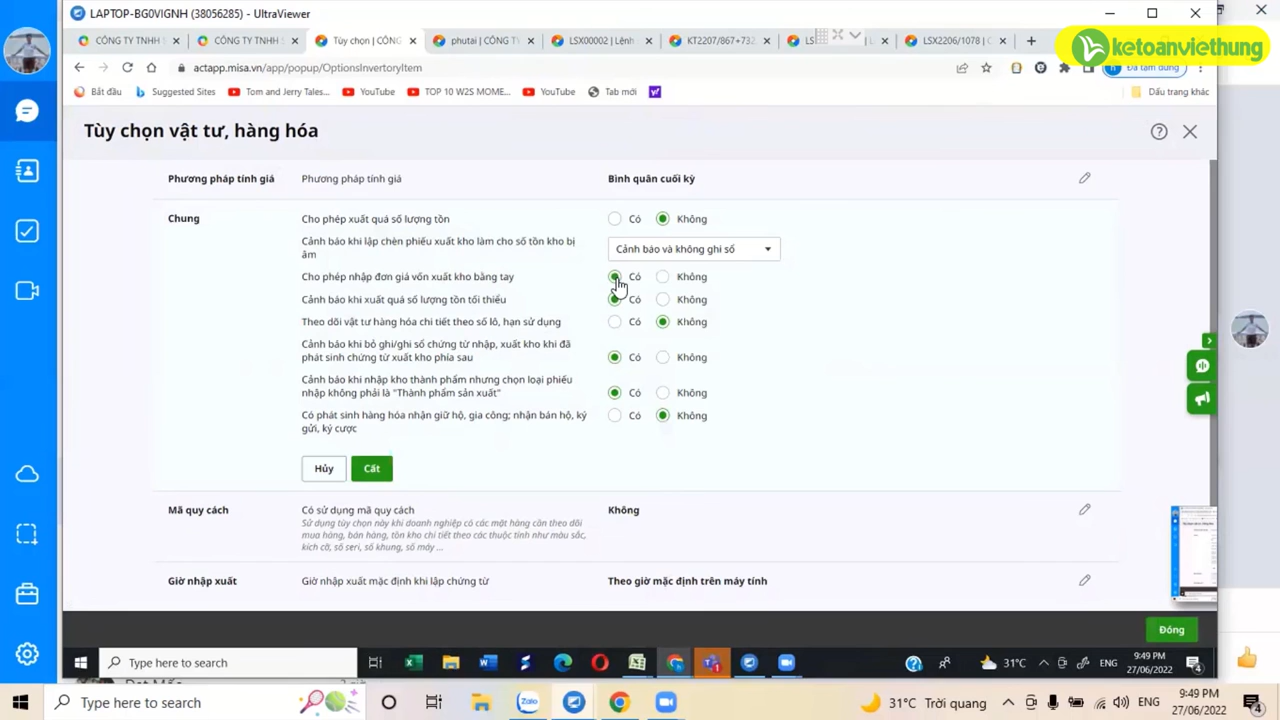 LAPTOP-BG0VIGNH (38056285) - UltraViewer
CÔNG TY TNHH S
CÔNG TY TNHH S
Tùy chọn | CÔNG
phutai | CÔNG TY
LSX00002 | Lệnh
KT2207/867+732
LS
LSX2206/1078 | C
ketoanviethung
actapp.misa.vn/app/popup/OptionsInventoryItem
Đã tạm dừng
Bắt đầu
Suggested Sites
Tom and Jerry Tales...
YouTube
TOP 10 W2S MOME...
YouTube
Tab mới
Dấu trang khác
Tùy chọn vật tư, hàng hóa
Phương pháp tính giá
Phương pháp tính giá
Bình quân cuối kỳ
Chung
Cho phép xuất quá số lượng tồn
Có
Không
Cảnh báo khi lập chèn phiếu xuất kho làm cho số tồn kho bị
âm
Cảnh báo và không ghi sổ
Cho phép nhập đơn giá vốn xuất kho bằng tay
Có
Không
Cảnh báo khi xuất quá số lượng tồn tối thiểu
Có
Không
Theo dõi vật tư hàng hóa chi tiết theo số lô, hạn sử dụng
Có
Không
Cảnh báo khi bỏ ghi/ghi sổ chứng từ nhập, xuất kho khi đã
phát sinh chứng từ xuất kho phía sau
Có
Không
Cảnh báo khi nhập kho thành phẩm nhưng chọn loại phiếu
nhập không phải là "Thành phẩm sản xuất"
Có
Không
Có phát sinh hàng hóa nhận giữ hộ, gia công; nhận bán hộ, ký
gửi, ký cược
Có
Không
Hủy
Cất
Mã quy cách
Có sử dụng mã quy cách
Không
Sử dụng tùy chọn này khi doanh nghiệp có các mặt hàng cần theo dõi
mua hàng, bán hàng, tồn kho chi tiết theo các thuộc tính như màu sắc,
kích cỡ, số seri, số khung, số máy ...
Giờ nhập xuất
Giờ nhập xuất mặc định khi lập chứng từ
Theo giờ mặc định trên máy tính
Đóng
Type here to search
31°C
ENG
9:49 PM
27/06/2022
4
Type here to search
Zalo
31°C Trời quang
ENG
9:49 PM
27/06/2022
4